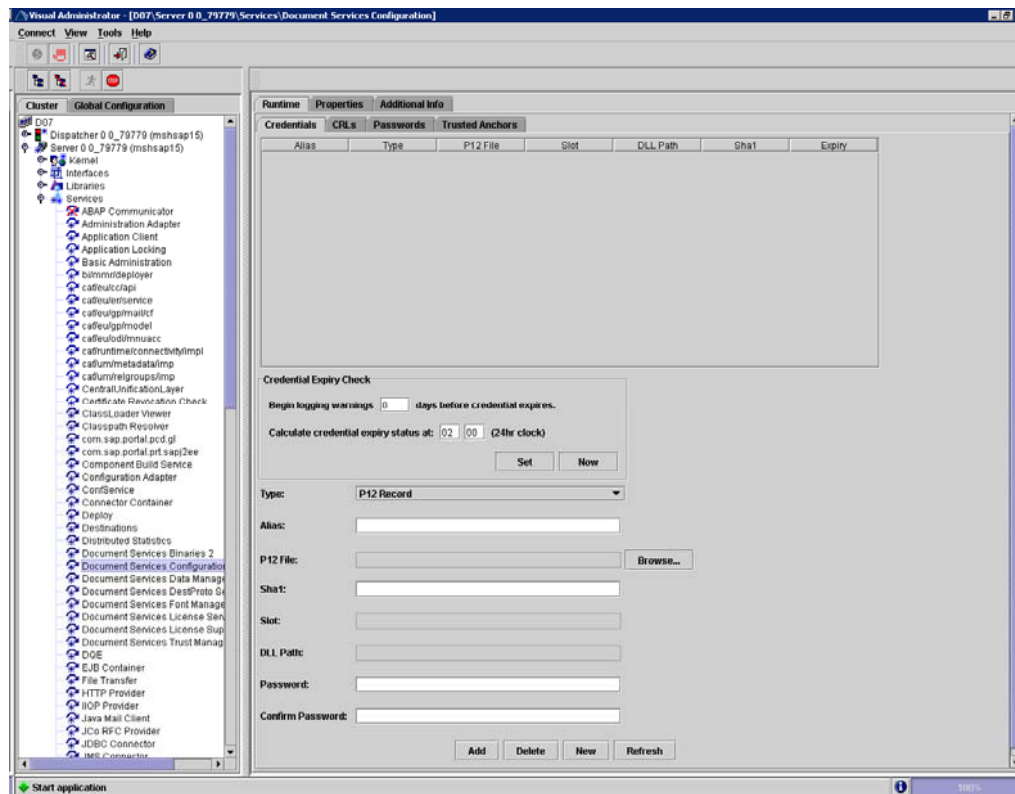 Visual Administrator - [D07\Server 0 0_79779\Services\Document Services Configuration]
Connect View Tools Help
Cluster Global Configuration
D07
Dispatcher 0 0_79779 (mshsap15)
Server 0 0_79779 (mshsap15)
Kernel
Interfaces
Libraries
Services
ABAP Communicator
Administration Adapter
Application Client
Application Locking
Basic Administration
bi/mmr/deployer
caf/eu/cc/api
caf/eu/er/service
caf/eu/gp/mail/cf
caf/eu/gp/model
caf/eu/odi/mnuacc
caf/runtime/connectivity/impl
caf/um/metadata/imp
caf/um/relgroups/imp
CentralUnificationLayer
Certificate Revocation Check
ClassLoader Viewer
Classpath Resolver
com.sap.portal.pcd.gl
com.sap.portal.prt.sapj2ee
Component Build Service
Configuration Adapter
ConfService
Connector Container
Deploy
Destinations
Distributed Statistics
Document Services Binaries 2
Document Services Configuration
Document Services Data Manage
Document Services DestProto Se
Document Services Font Manage
Document Services License Serv
Document Services License Sup
Document Services Trust Manag
DQE
EJB Container
File Transfer
HTTP Provider
IIOP Provider
Java Mail Client
JCo RFC Provider
JDBC Connector
JMS Connector
Runtime Properties Additional Info
Credentials CRLs Passwords Trusted Anchors
Alias Type P12 File Slot DLL Path Sha1 Expiry
Credential Expiry Check
Begin logging warnings 0 days before credential expires.
Calculate credential expiry status at: 02 00 (24hr clock)
Set Now
Type: P12 Record
Alias:
P12 File: Browse...
Sha1:
Slot:
DLL Path:
Password:
Confirm Password:
Add Delete New Refresh
Start application
100%